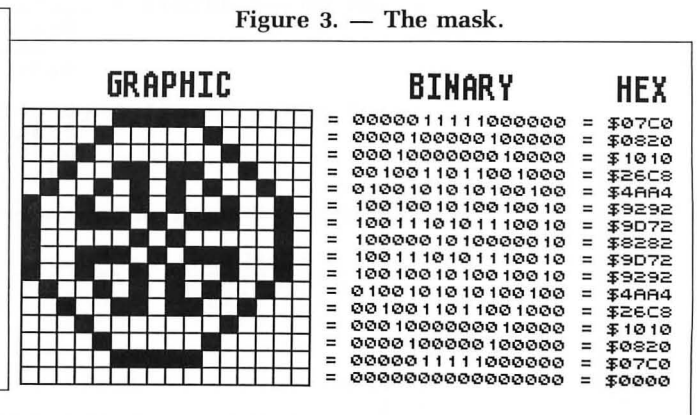 Figure 3. — The mask.
GRAPHIC BINARY HEX
= 0000011111000000 = $07C0
= 0000100000100000 = $0820
= 0001000000010000 = $1010
= 0010011011001000 = $26C8
= 0100101010100100 = $4AA4
= 1001001010010010 = $9292
= 1001110101110010 = $9D72
= 1000001010000010 = $8282
= 1001110101110010 = $9D72
= 1001001010010010 = $9292
= 0100101010100100 = $4AA4
= 0010011011001000 = $26C8
= 0001000000010000 = $1010
= 0000100000100000 = $0820
= 0000011111000000 = $07C0
= 0000000000000000 = $0000